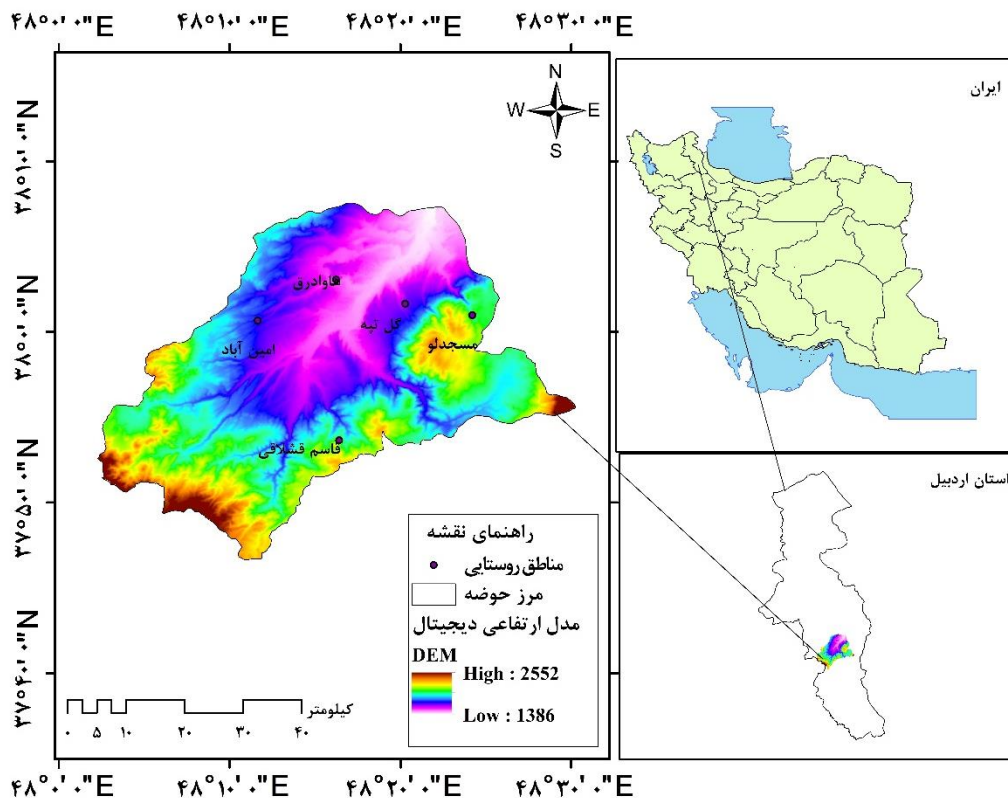 ۴۸°۰'۰"E ۴۸°۱۰'۰"E ۴۸°۲۰'۰"E ۴۸°۳۰'۰"E
N
W E
S
ایران
۳۸°۱۰'۰"N
گل تپه
۳۸°۰'۰"N
مسجدلو
امین آباد
قاسم قشلاقی
۳۷°۵۰'۰"N
استان اردبیل
راهنمای نقشه
مناطق روستایی
مرز حوضه
مدل ارتفاعی دیجیتال
DEM
High : 2552
Low : 1386
۳۷°۴۰'۰"N
کیلومتر
۰ ۵ ۱۰ ۲۰ ۳۰ ۴۰
۴۸°۰'۰"E ۴۸°۱۰'۰"E ۴۸°۲۰'۰"E ۴۸°۳۰'۰"E